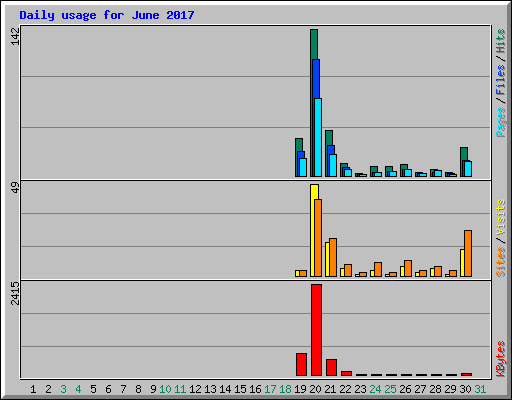 Daily usage for June 2017
142
49
2415
Pages/Files/Hits
Sites/Visits
KBytes
1 2 3 4 5 6 7 8 9 10 11 12 13 14 15 16 17 18 19 20 21 22 23 24 25 26 27 28 29 30 31